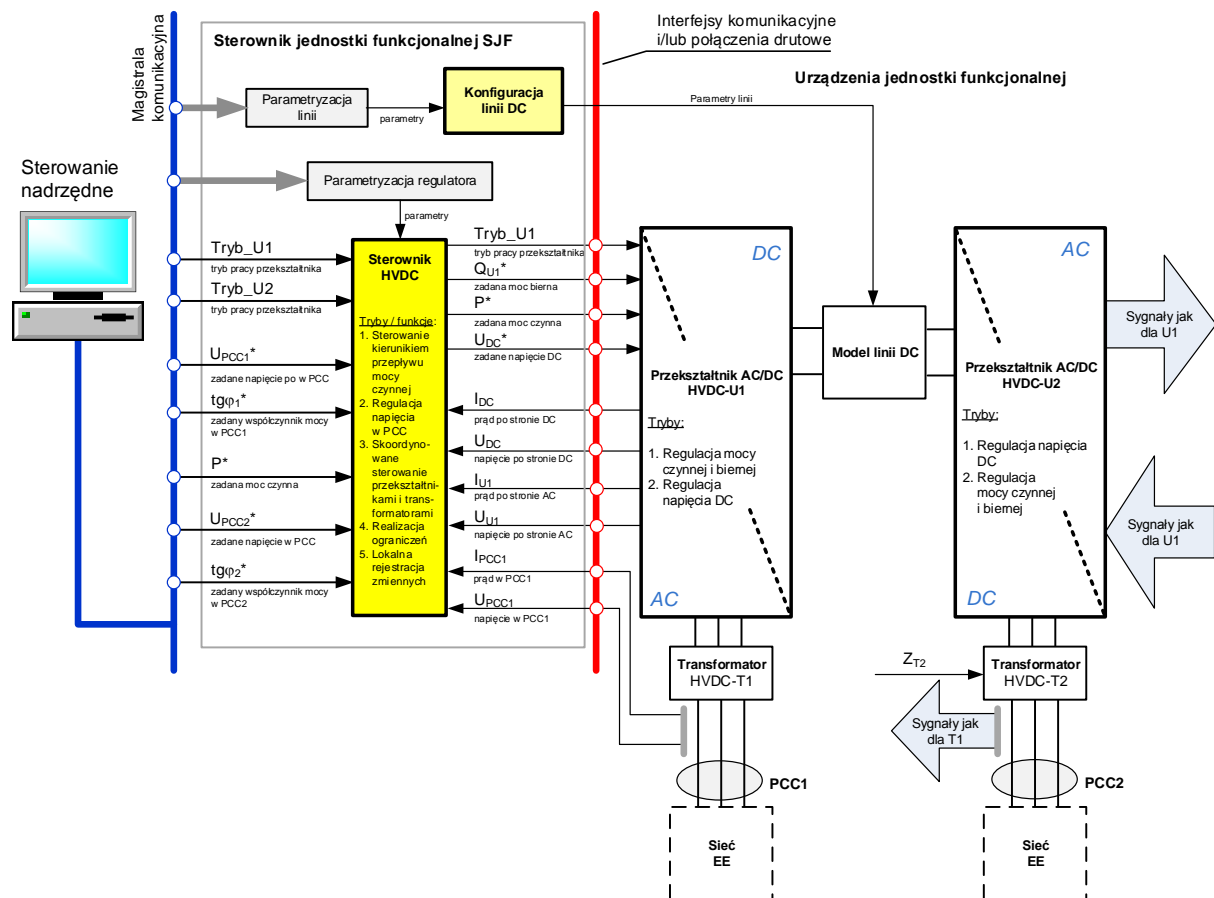 Magistrala
komunikacyjna
Sterownik jednostki funkcjonalnej SJF
Interfejsy komunikacyjne
i/lub połączenia drutowe
Urządzenia jednostki funkcjonalnej
Parametryzacja
linii
parametry
Konfiguracja
linii DC
Parametry linii
Sterowanie
nadrzędne
Parametryzacja regulatora
parametry
Tryb_U1
tryb pracy przekształtnika
Tryb_U2
tryb pracy przekształtnika
UPCC1*
zadane napięcie po w PCC
tgφ1*
zadany współczynnik mocy
w PCC1
P*
zadana moc czynna
UPCC2*
zadane napięcie w PCC
tgφ2*
zadany współczynnik mocy
w PCC2
Sterownik
HVDC
Tryby / funkcje:
1. Sterowanie
kierunikiem
przepływu
mocy
czynnej
2. Regulacja
napięcia
w PCC
3. Skoordyno-
wane
sterowanie
przekształtni-
kami i trans-
formatorami
4. Realizacja
ograniczeń
5. Lokalna
rejestracja
zmiennych
Tryb_U1
tryb pracy przekształtnika
QU1*
zadana moc bierna
P*
zadana moc czynna
UDC*
zadane napięcie DC
IDC
prąd po stronie DC
UDC
napięcie po stronie DC
IU1
prąd po stronie AC
UU1
napięcie po stronie AC
IPCC1
prąd w PCC1
UPCC1
napięcie w PCC1
DC
Przekształtnik AC/DC
HVDC-U1
Tryby:
1. Regulacja mocy
czynnej i biernej
2. Regulacja
napięcia DC
AC
Model linii DC
AC
Przekształtnik AC/DC
HVDC-U2
Tryby:
1. Regulacja napięcia
DC
2. Regulacja
mocy czynnej
i biernej
DC
Sygnały jak
dla U1
Sygnały jak
dla U1
Transformator
HVDC-T1
ZT2
Transformator
HVDC-T2
Sygnały jak
dla T1
PCC1
PCC2
Sieć
EE
Sieć
EE